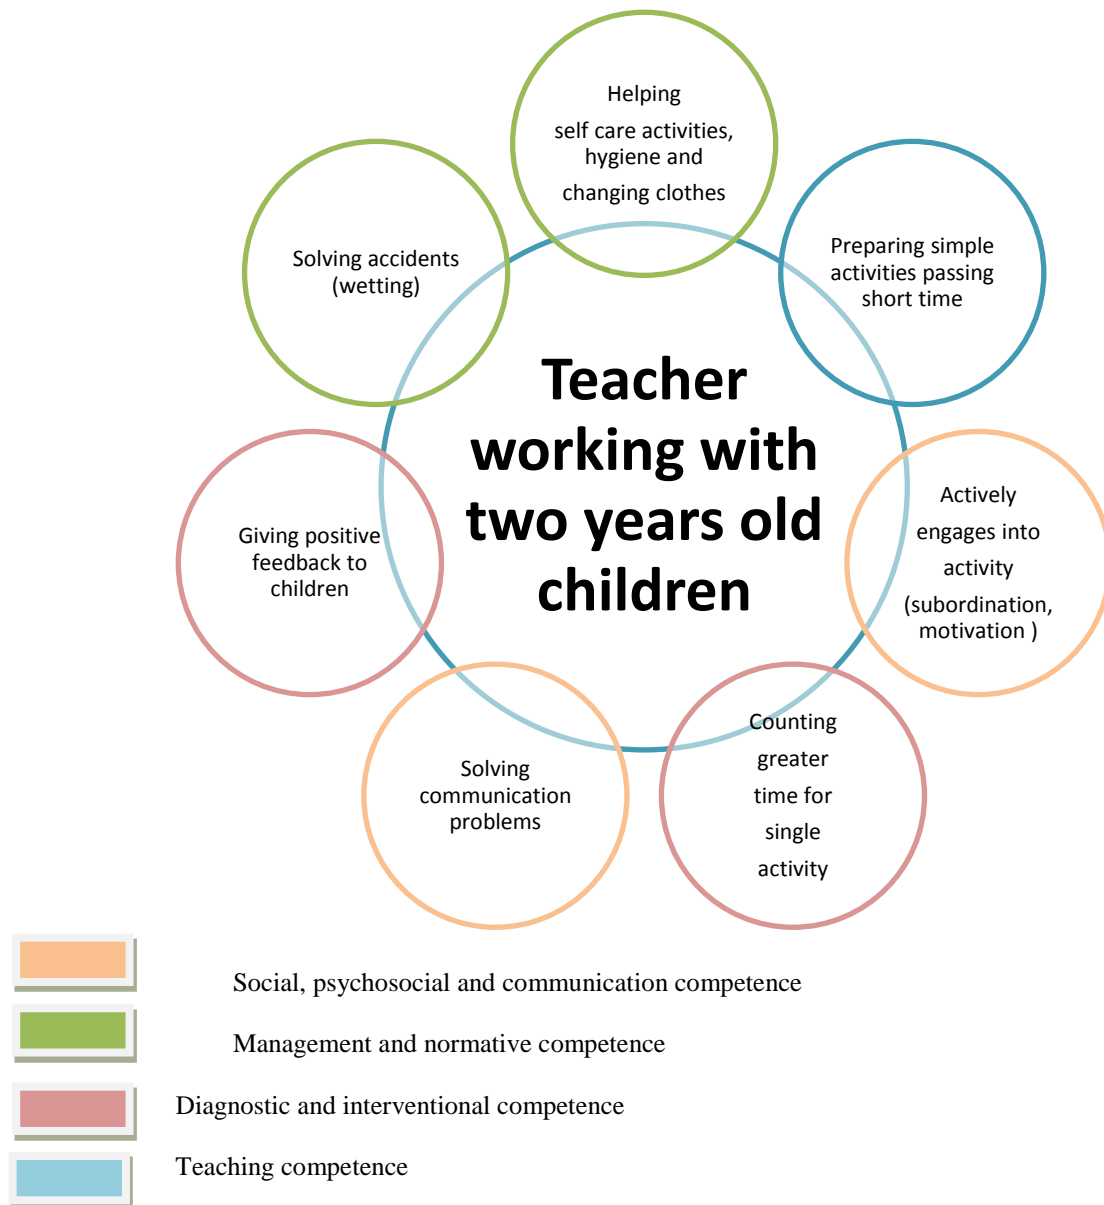 Helping
self care activities,
hygiene and
changing clothes
Solving accidents
(wetting)
Preparing simple
activities passing
short time
Teacher
working with
two years old
children
Actively
engages into
activity
(subordination,
motivation )
Giving positive
feedback to
children
Counting
greater
time for
single
activity
Solving
communication
problems
Social, psychosocial and communication competence
Management and normative competence
Diagnostic and interventional competence
Teaching competence